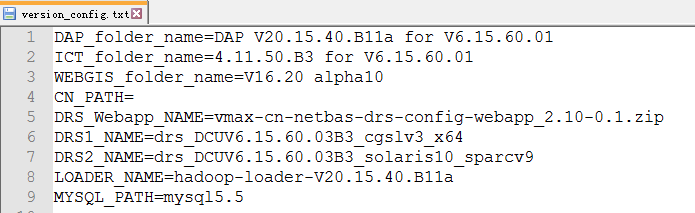 version_config.txt
1 DAP_folder_name=DAP V20.15.40.B11a for V6.15.60.01
2 ICT_folder_name=4.11.50.B3 for V6.15.60.01
3 WEBGIS_folder_name=V16.20 alpha10
4 CN_PATH=
5 DRS_Webapp_NAME=vmax-cn-netbas-drs-config-webapp_2.10-0.1.zip
6 DRS1_NAME=drs_DCUV6.15.60.03B3_cgslv3_x64
7 DRS2_NAME=drs_DCUV6.15.60.03B3_solaris10_sparcv9
8 LOADER_NAME=hadoop-loader-V20.15.40.B11a
9 MYSQL_PATH=mysql5.5